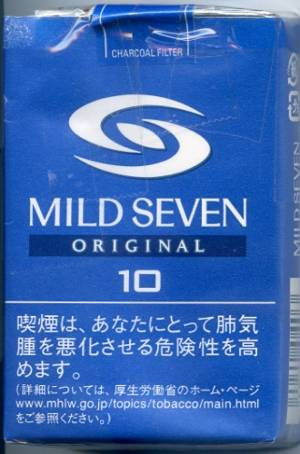 CHARCOAL FILTER
MILD SEVEN
ORIGINAL
10
喫煙は、あなたにとって肺気
腫を悪化させる危険性を高
めます。
(詳細については、厚生労働省のホーム・ページ
www.mhlw.go.jp/topics/tobacco/main.html
をご参照ください。)
MILD SEVEN